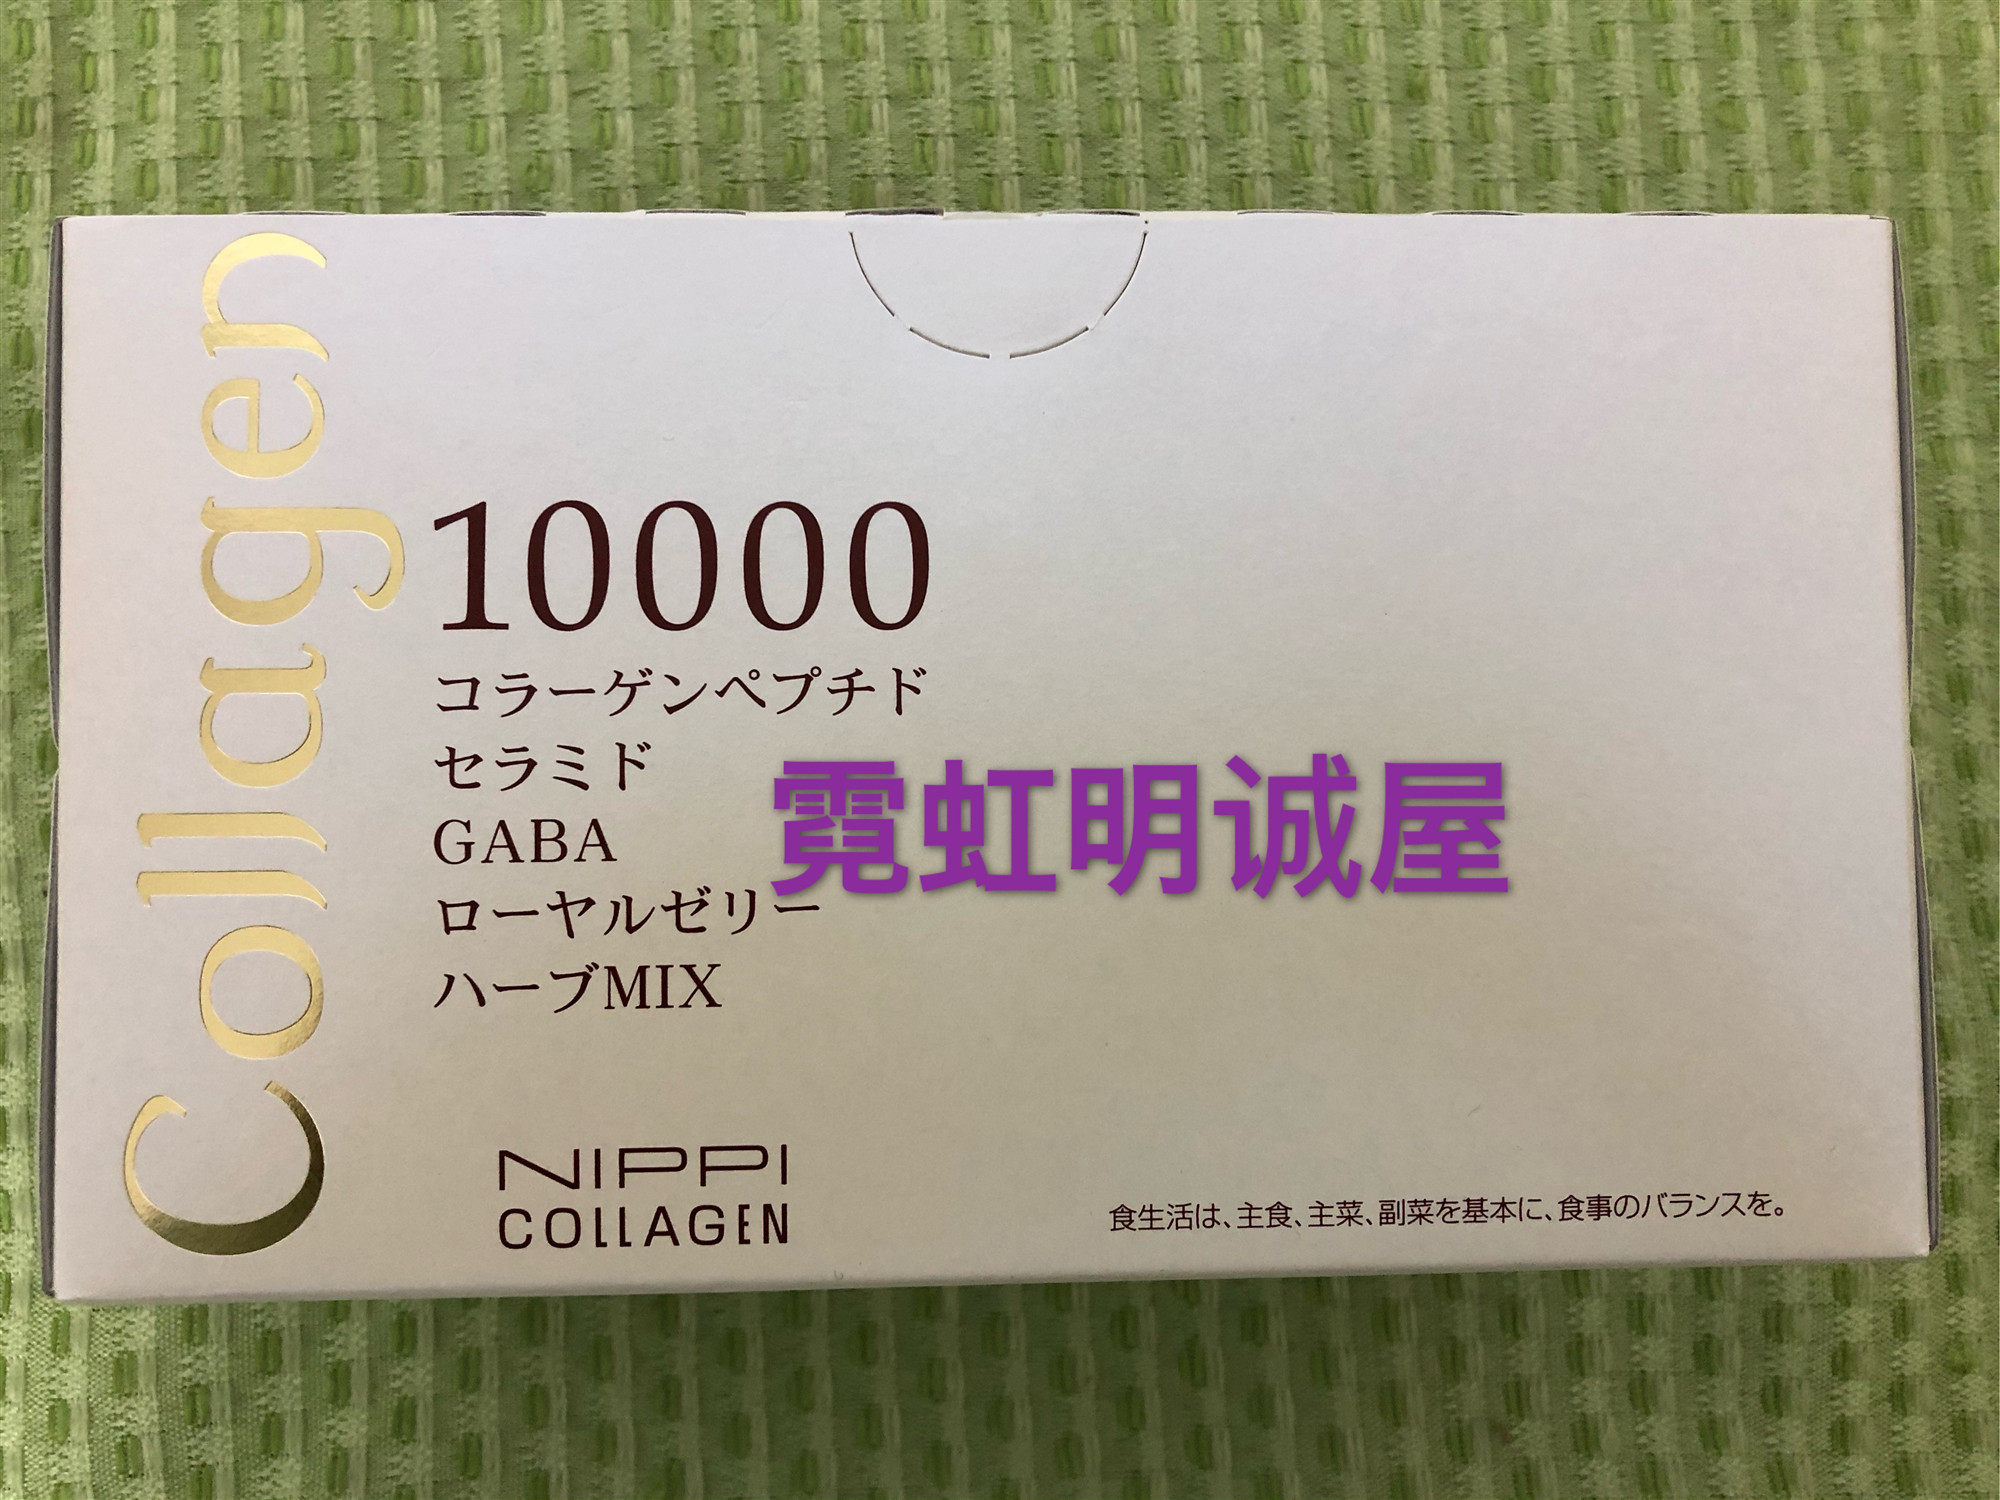 Collagen
10000
コラーゲンペプチド
セラミド
GABA
霓虹明诚屋
ローヤルゼリー
ハーブMIX
NIPPI
COLLAGEN
食生活は、主食、主菜、副菜を基本に、食事のバランスを。